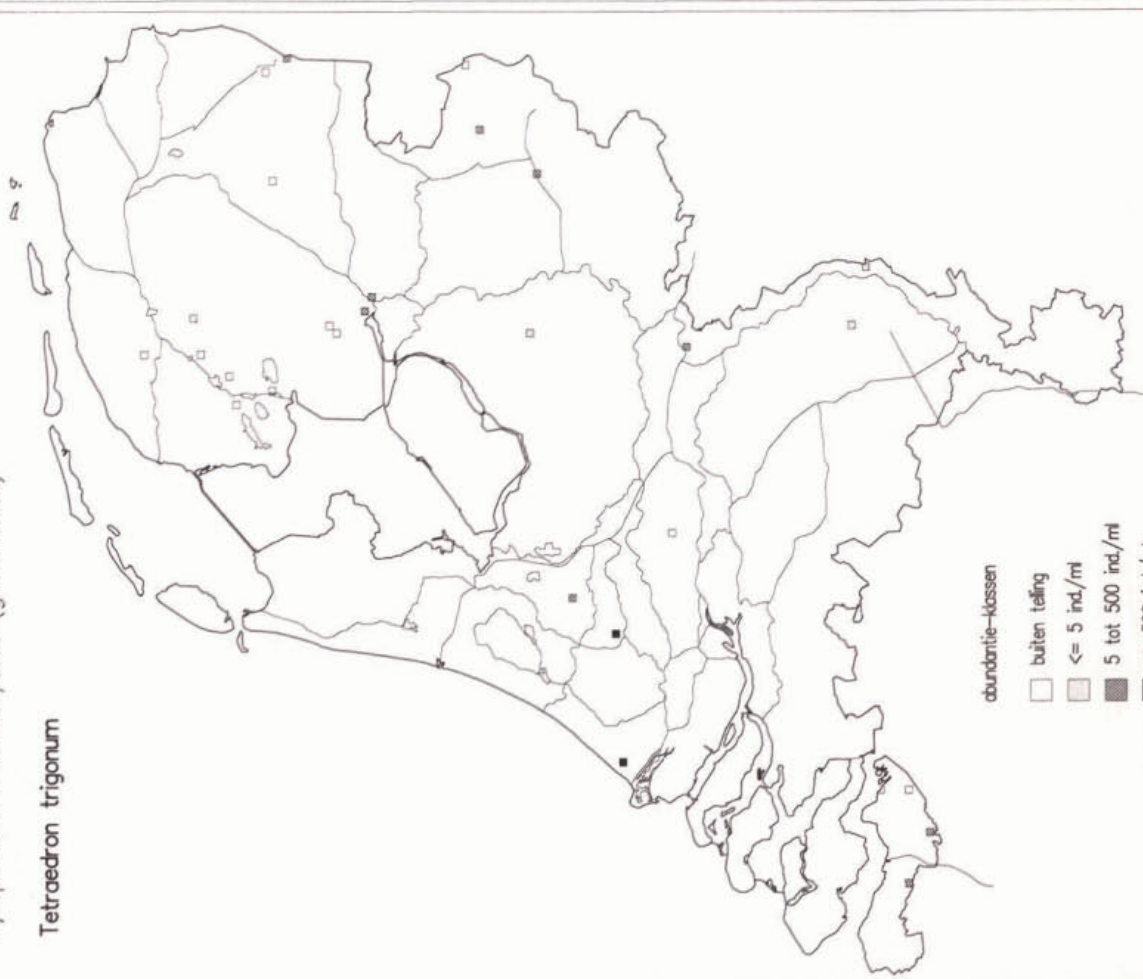 Tetraedron trigonum
abundantie-klassen
buiten telling
<= 5 ind./ml
5 tot 500 ind./ml